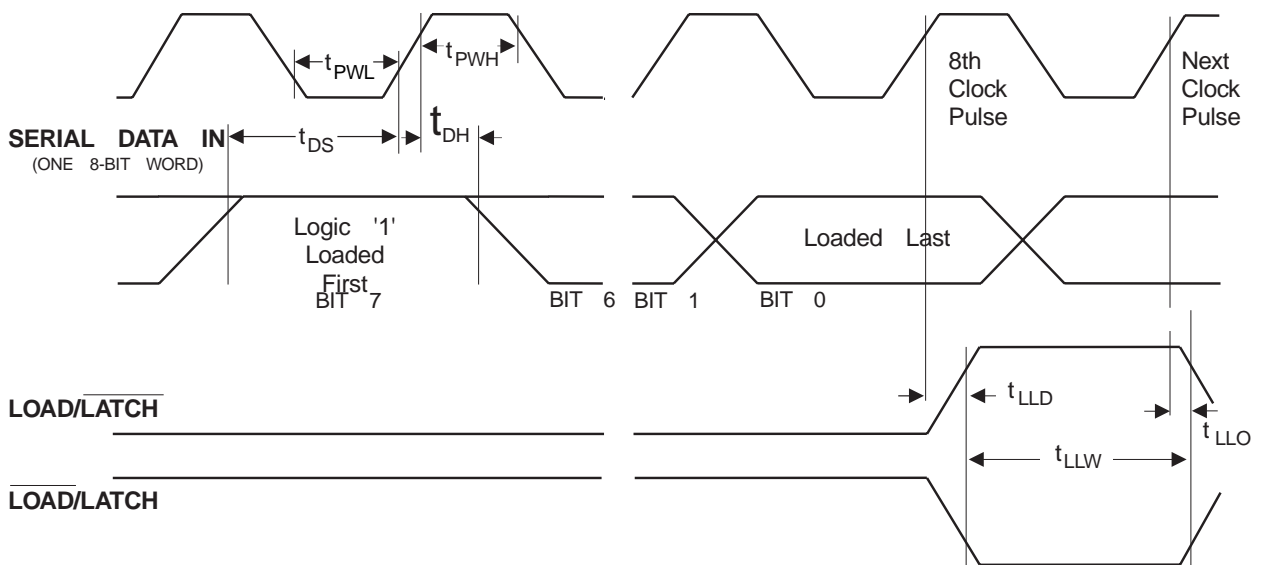 tPWL
tPWH
8th
Clock
Pulse
Next
Clock
Pulse
SERIAL DATA IN
(ONE 8-BIT WORD)
tDS
tDH
Logic '1'
Loaded
First
BIT 7
BIT 6
BIT 1
BIT 0
Loaded Last
LOAD/LATCH
tLLD
tLLO
tLLW
LOAD/LATCH